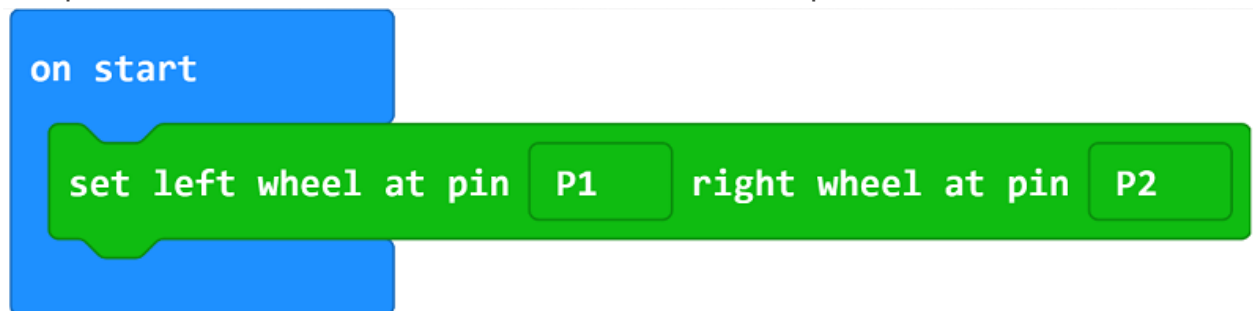 on start
set left wheel at pin P1 right wheel at pin P2